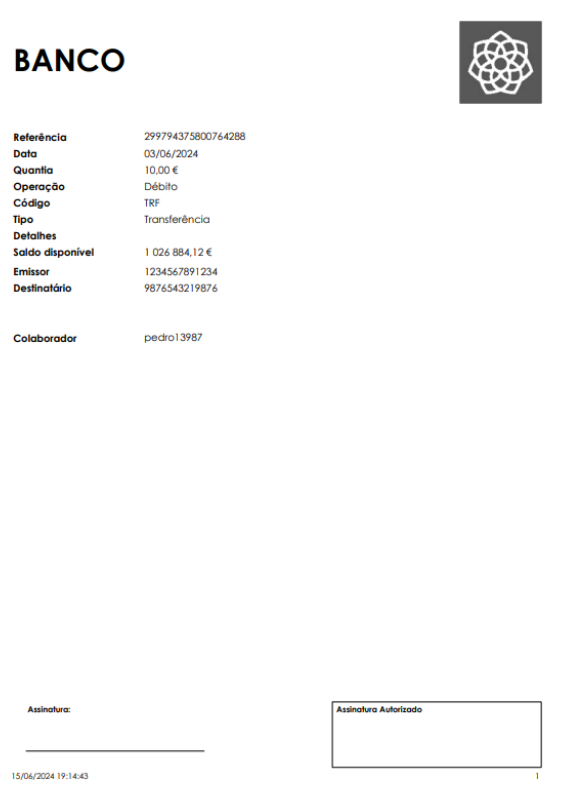 BANCO
Referência 299794375800764288
Data 03/06/2024
Quantia 10,00 €
Operação Débito
Código TRF
Tipo Transferência
Detalhes
Saldo disponível 1 026 884,12 €
Emissor 1234567891234
Destinatário 9876543219876
Colaborador pedro13987
Assinatura:
Assinatura Autorizado
15/06/2024 19:14:43
1